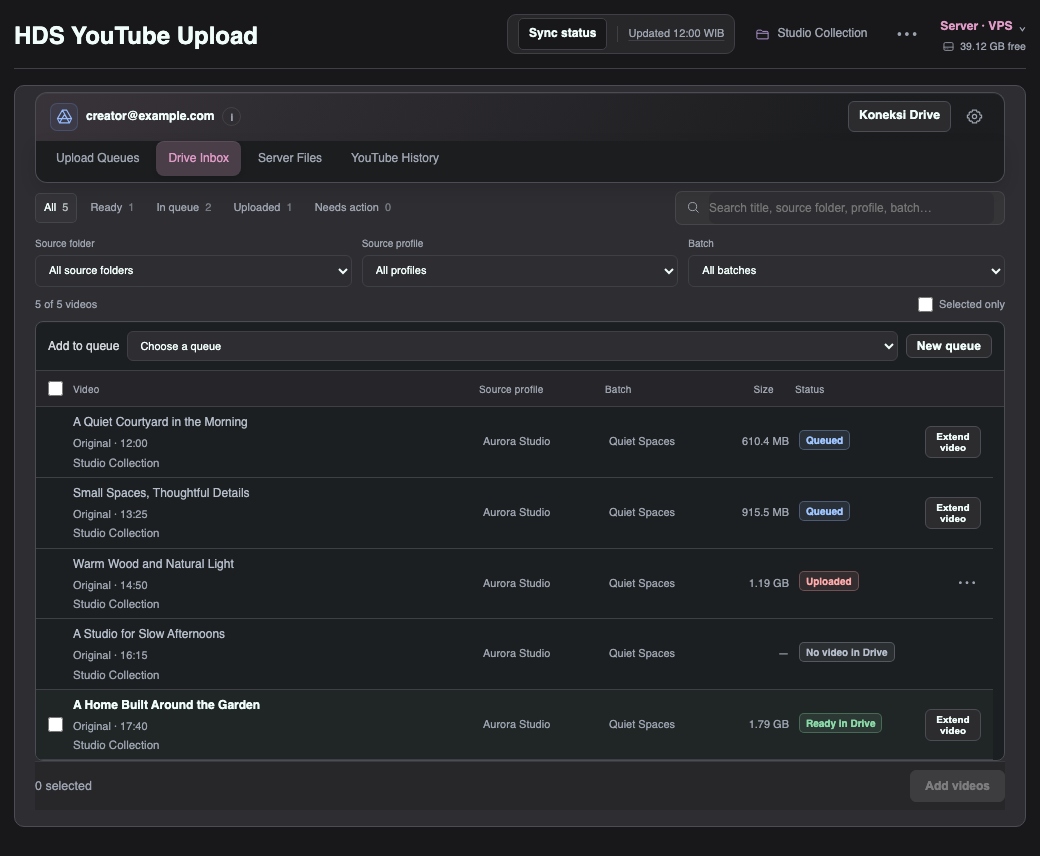 HDS YouTube Upload
Sync status
Updated 12:00 WIB
Studio Collection
Server · VPS
39.12 GB free
creator@example.com
i
Koneksi Drive
Upload Queues
Drive Inbox
Server Files
YouTube History
All 5
Ready 1
In queue 2
Uploaded 1
Needs action 0
Search title, source folder, profile, batch…
Source folder
Source profile
Batch
All source folders
All profiles
All batches
5 of 5 videos
Selected only
Add to queue
Choose a queue
New queue
Video
Source profile
Batch
Size
Status
A Quiet Courtyard in the Morning
Original · 12:00
Studio Collection
Aurora Studio
Quiet Spaces
610.4 MB
Queued
Extend
video
Small Spaces, Thoughtful Details
Original · 13:25
Studio Collection
Aurora Studio
Quiet Spaces
915.5 MB
Queued
Extend
video
Warm Wood and Natural Light
Original · 14:50
Studio Collection
Aurora Studio
Quiet Spaces
1.19 GB
Uploaded
A Studio for Slow Afternoons
Original · 16:15
Studio Collection
Aurora Studio
Quiet Spaces
—
No video in Drive
A Home Built Around the Garden
Original · 17:40
Studio Collection
Aurora Studio
Quiet Spaces
1.79 GB
Ready in Drive
Extend
video
0 selected
Add videos